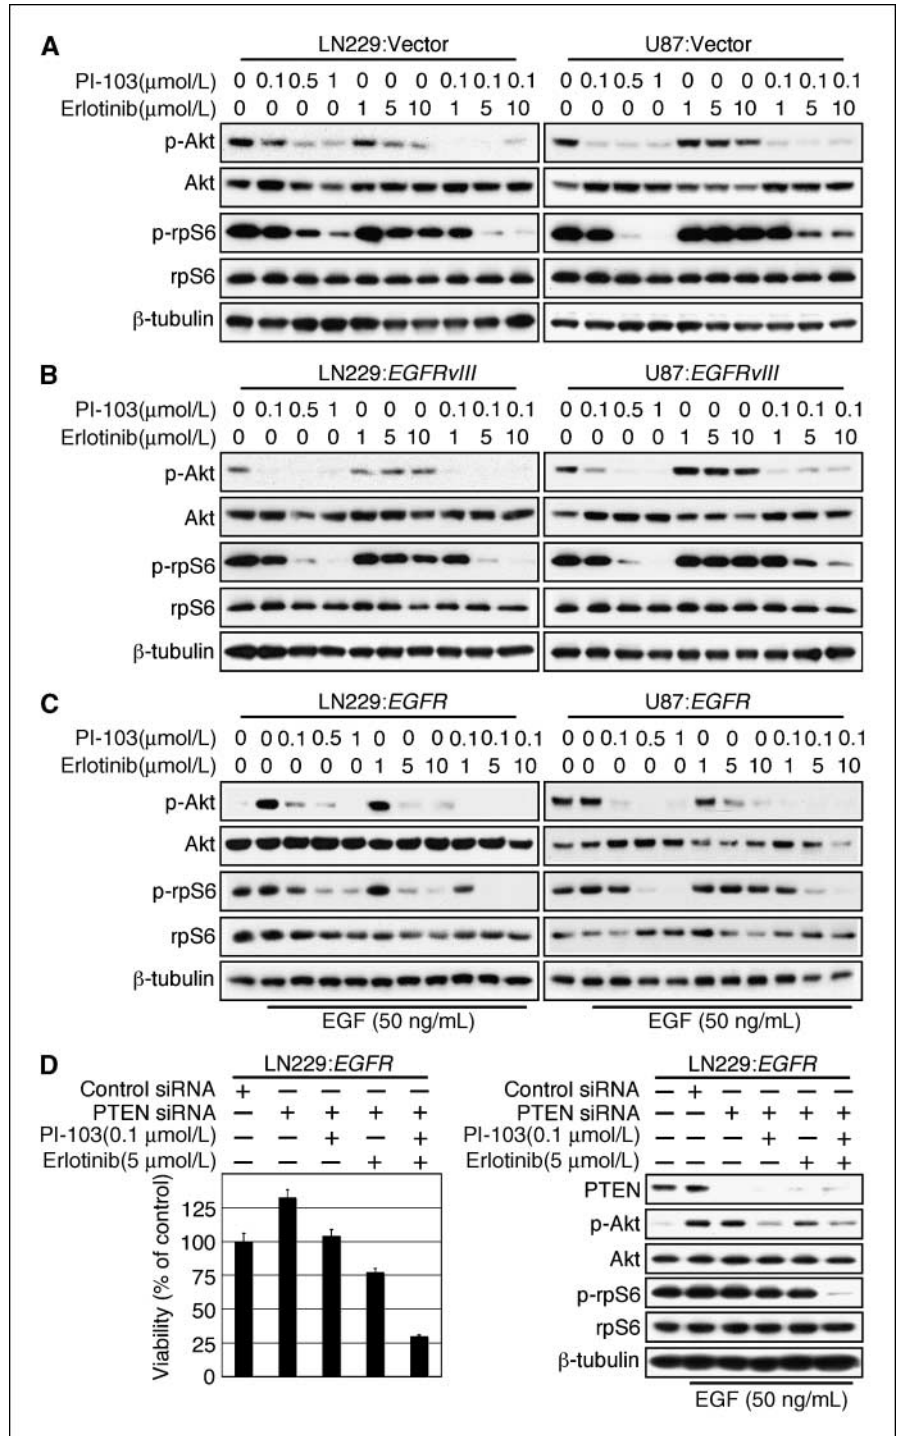 A
LN229:Vector U87:Vector
PI-103(μmol/L) 0 0.1 0.5 1 0 0 0 0.1 0.1 0.1 0 0.1 0.5 1 0 0 0 0.1 0.1 0.1
Erlotinib(μmol/L) 0 0 0 0 1 5 10 1 5 10 0 0 0 0 1 5 10 1 5 10
p-Akt
Akt
p-rpS6
rpS6
β-tubulin
B
LN229:EGFRvIII U87:EGFRvIII
PI-103(μmol/L) 0 0.1 0.5 1 0 0 0 0.1 0.1 0.1 0 0.1 0.5 1 0 0 0 0.1 0.1 0.1
Erlotinib(μmol/L) 0 0 0 0 1 5 10 1 5 10 0 0 0 0 1 5 10 1 5 10
p-Akt
Akt
p-rpS6
rpS6
β-tubulin
C
LN229:EGFR U87:EGFR
PI-103(μmol/L) 0 0 0.1 0.5 1 0 0 0 0.1 0.1 0.1 0 0 0.1 0.5 1 0 0 0 0.1 0.1 0.1
Erlotinib(μmol/L) 0 0 0 0 0 1 5 10 1 5 10 0 0 0 0 0 1 5 10 1 5 10
p-Akt
Akt
p-rpS6
rpS6
β-tubulin
EGF (50 ng/mL) EGF (50 ng/mL)
D
LN229:EGFR
Control siRNA + − − − −
PTEN siRNA − + + + +
PI-103(0.1 μmol/L) − − + − +
Erlotinib(5 μmol/L) − − − + +
Viability (% of control)
125
100
75
50
25
0
LN229:EGFR
Control siRNA − + − − − −
PTEN siRNA − − + + + +
PI-103(0.1 μmol/L) − − − + − +
Erlotinib(5 μmol/L) − − − − + +
PTEN
p-Akt
Akt
p-rpS6
rpS6
β-tubulin
EGF (50 ng/mL)